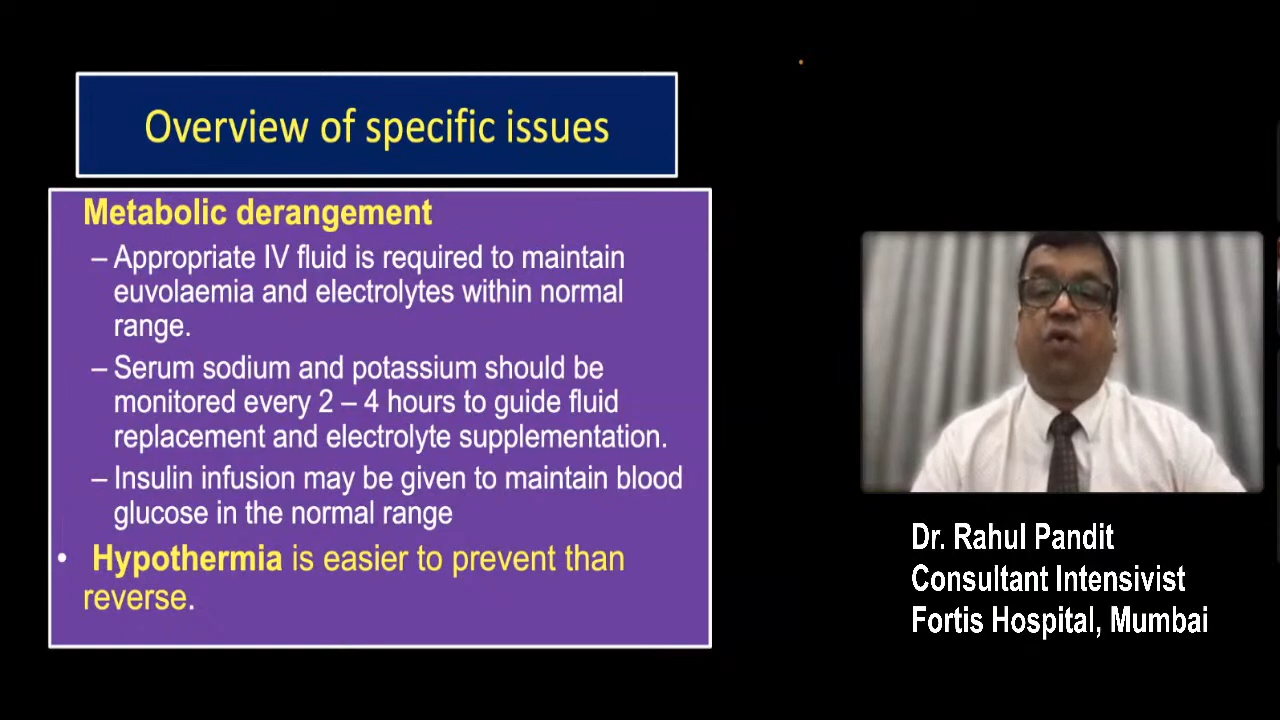 Overview of specific issues
Metabolic derangement
– Appropriate IV fluid is required to maintain
euvolaemia and electrolytes within normal
range.
– Serum sodium and potassium should be
monitored every 2 – 4 hours to guide fluid
replacement and electrolyte supplementation.
– Insulin infusion may be given to maintain blood
glucose in the normal range
• Hypothermia is easier to prevent than
reverse.
Dr. Rahul Pandit
Consultant Intensivist
Fortis Hospital, Mumbai